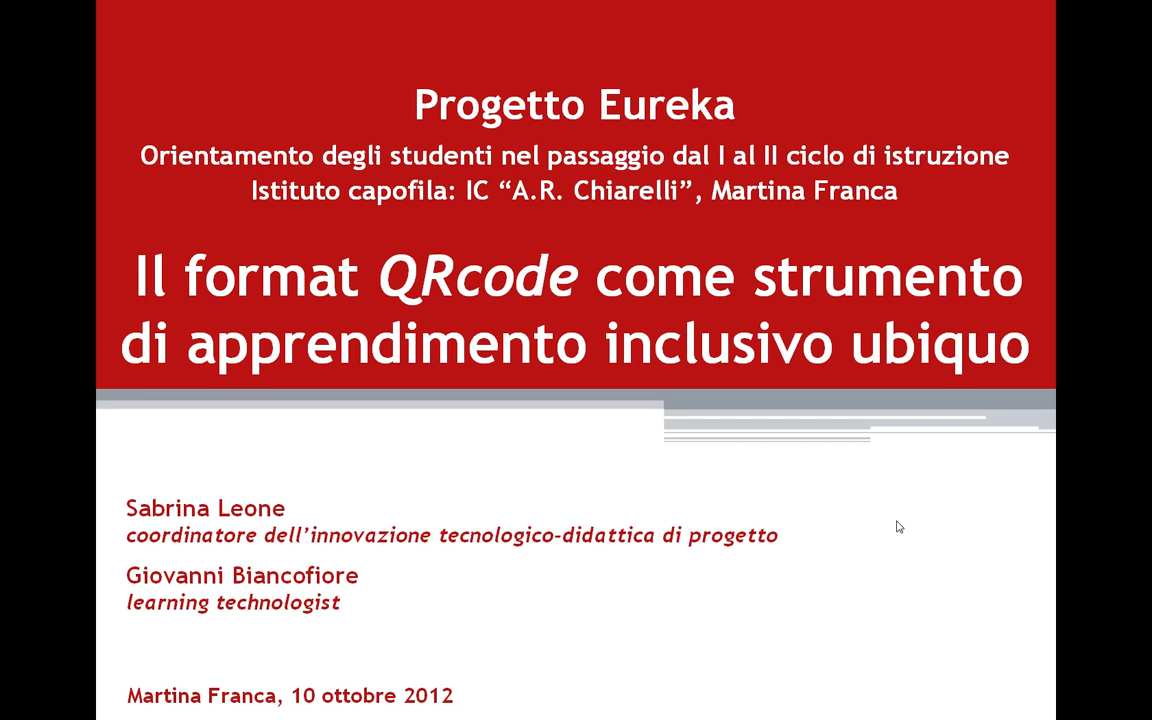 Progetto Eureka
Orientamento degli studenti nel passaggio dal I al II ciclo di istruzione
Istituto capofila: IC “A.R. Chiarelli”, Martina Franca
Il format QRcode come strumento
di apprendimento inclusivo ubiquo
Sabrina Leone
coordinatore dell’innovazione tecnologico-didattica di progetto
Giovanni Biancofiore
learning technologist
Martina Franca, 10 ottobre 2012